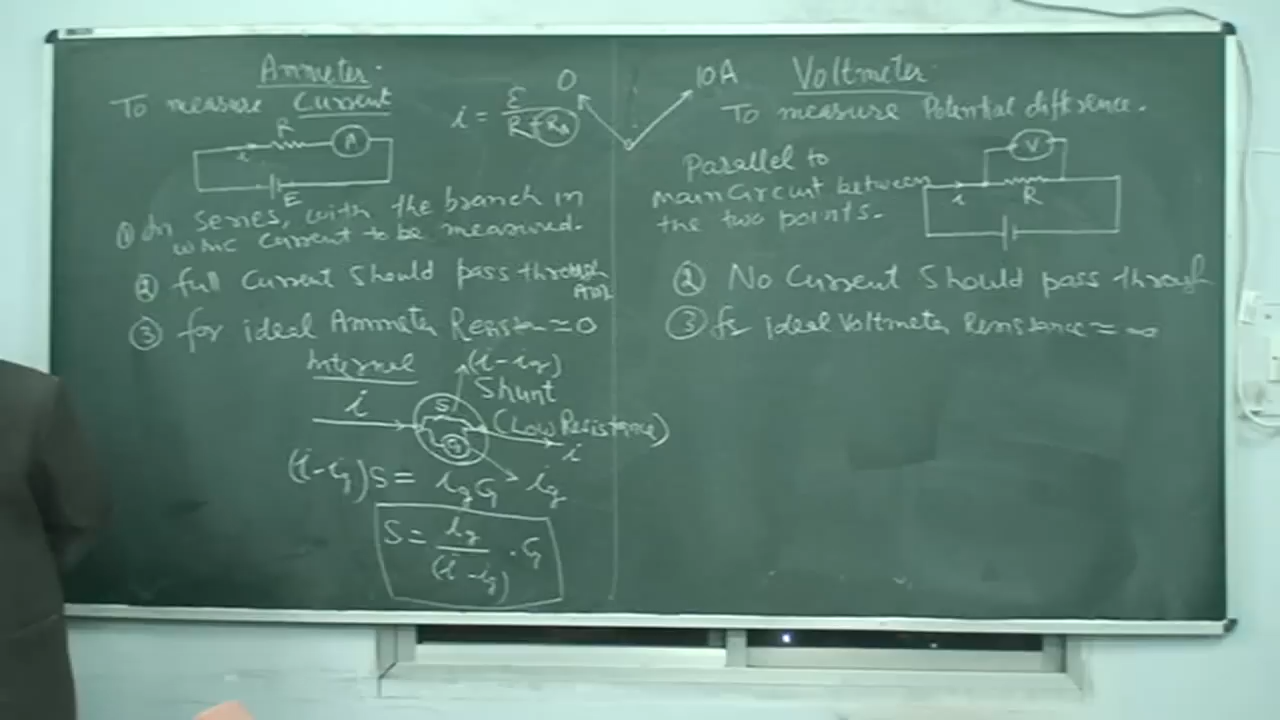 Ammeter
To measure Current
R
A
i
E
i = ε / R + R_A
0
10A
① In series, with the branch in
current to be measured.
② full Current Should pass through
③ for ideal Ammeter Resistan ≈ 0
Internal
(i-ig)
Shunt
i
S
(Low Resistance)
G
i
(i-ig)S = ig G
ig
S = ig / (i-ig) . G
Voltmeter
To measure Potential difference.
V
Parallel to
main Circuit between
the two points.
i
R
② No Current Should pass through
③ for ideal Voltmeter Resistance ≈ ∞